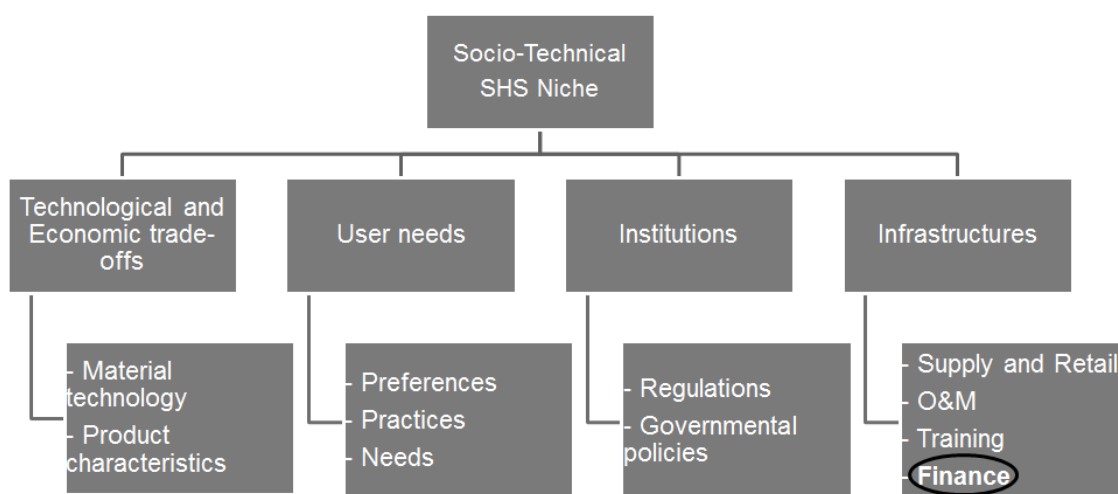 Socio-Technical
SHS Niche
Technological and
Economic trade-
offs
User needs
Institutions
Infrastructures
- Material
technology
- Product
characteristics
- Preferences
- Practices
- Needs
- Regulations
- Governmental
policies
- Supply and Retail
- O&M
- Training
- Finance